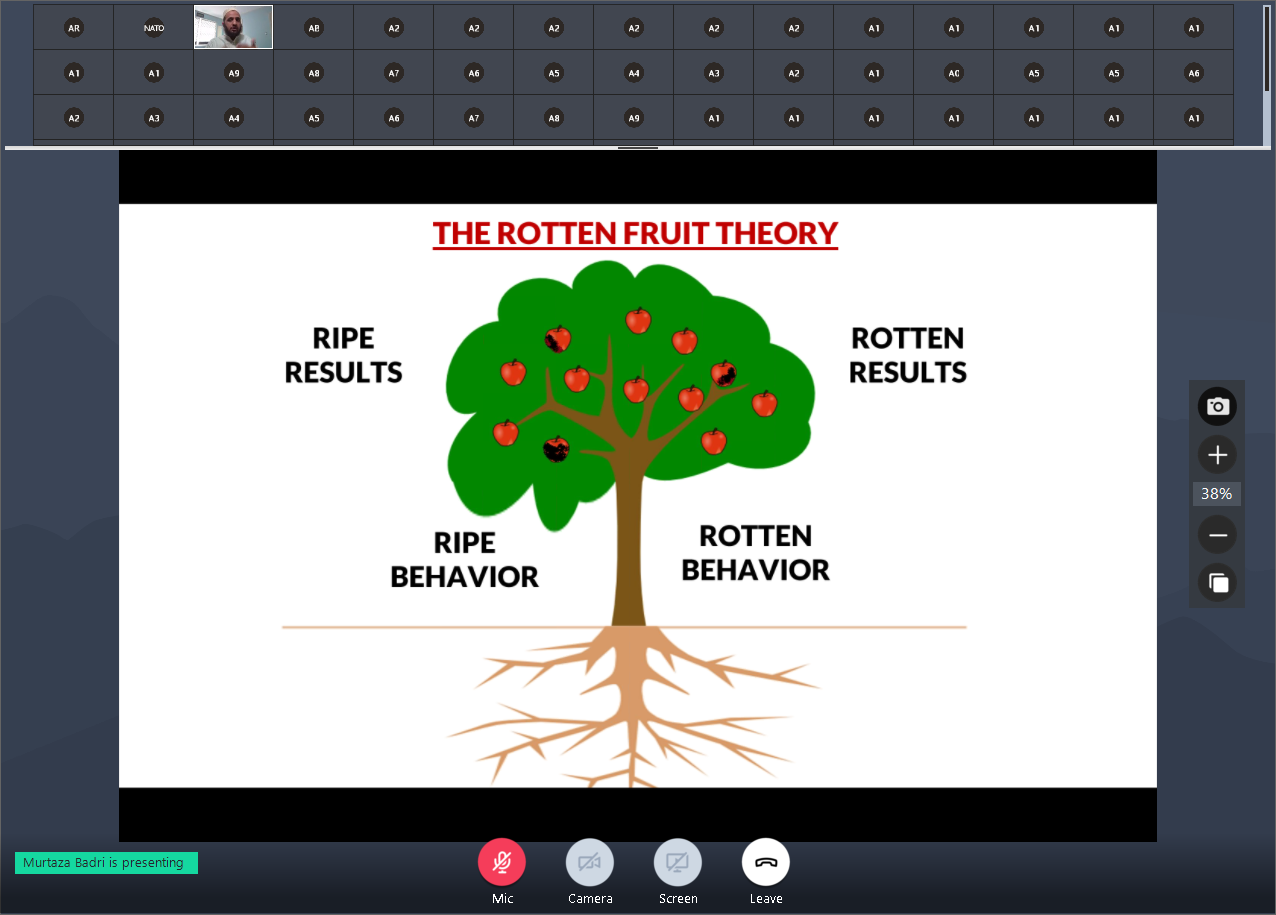 AR NATO AB A2 A2 A2 A2 A2 A2 A1 A1 A1 A1 A1
A1 A1 A9 A8 A7 A6 A5 A4 A3 A2 A1 A0 A5 A5 A6
A2 A3 A4 A5 A6 A7 A8 A9 A1 A1 A1 A1 A1 A1 A1
THE ROTTEN FRUIT THEORY
RIPE
RESULTS
ROTTEN
RESULTS
38%
RIPE
BEHAVIOR
ROTTEN
BEHAVIOR
Murtaza Badri is presenting
Mic Camera Screen Leave